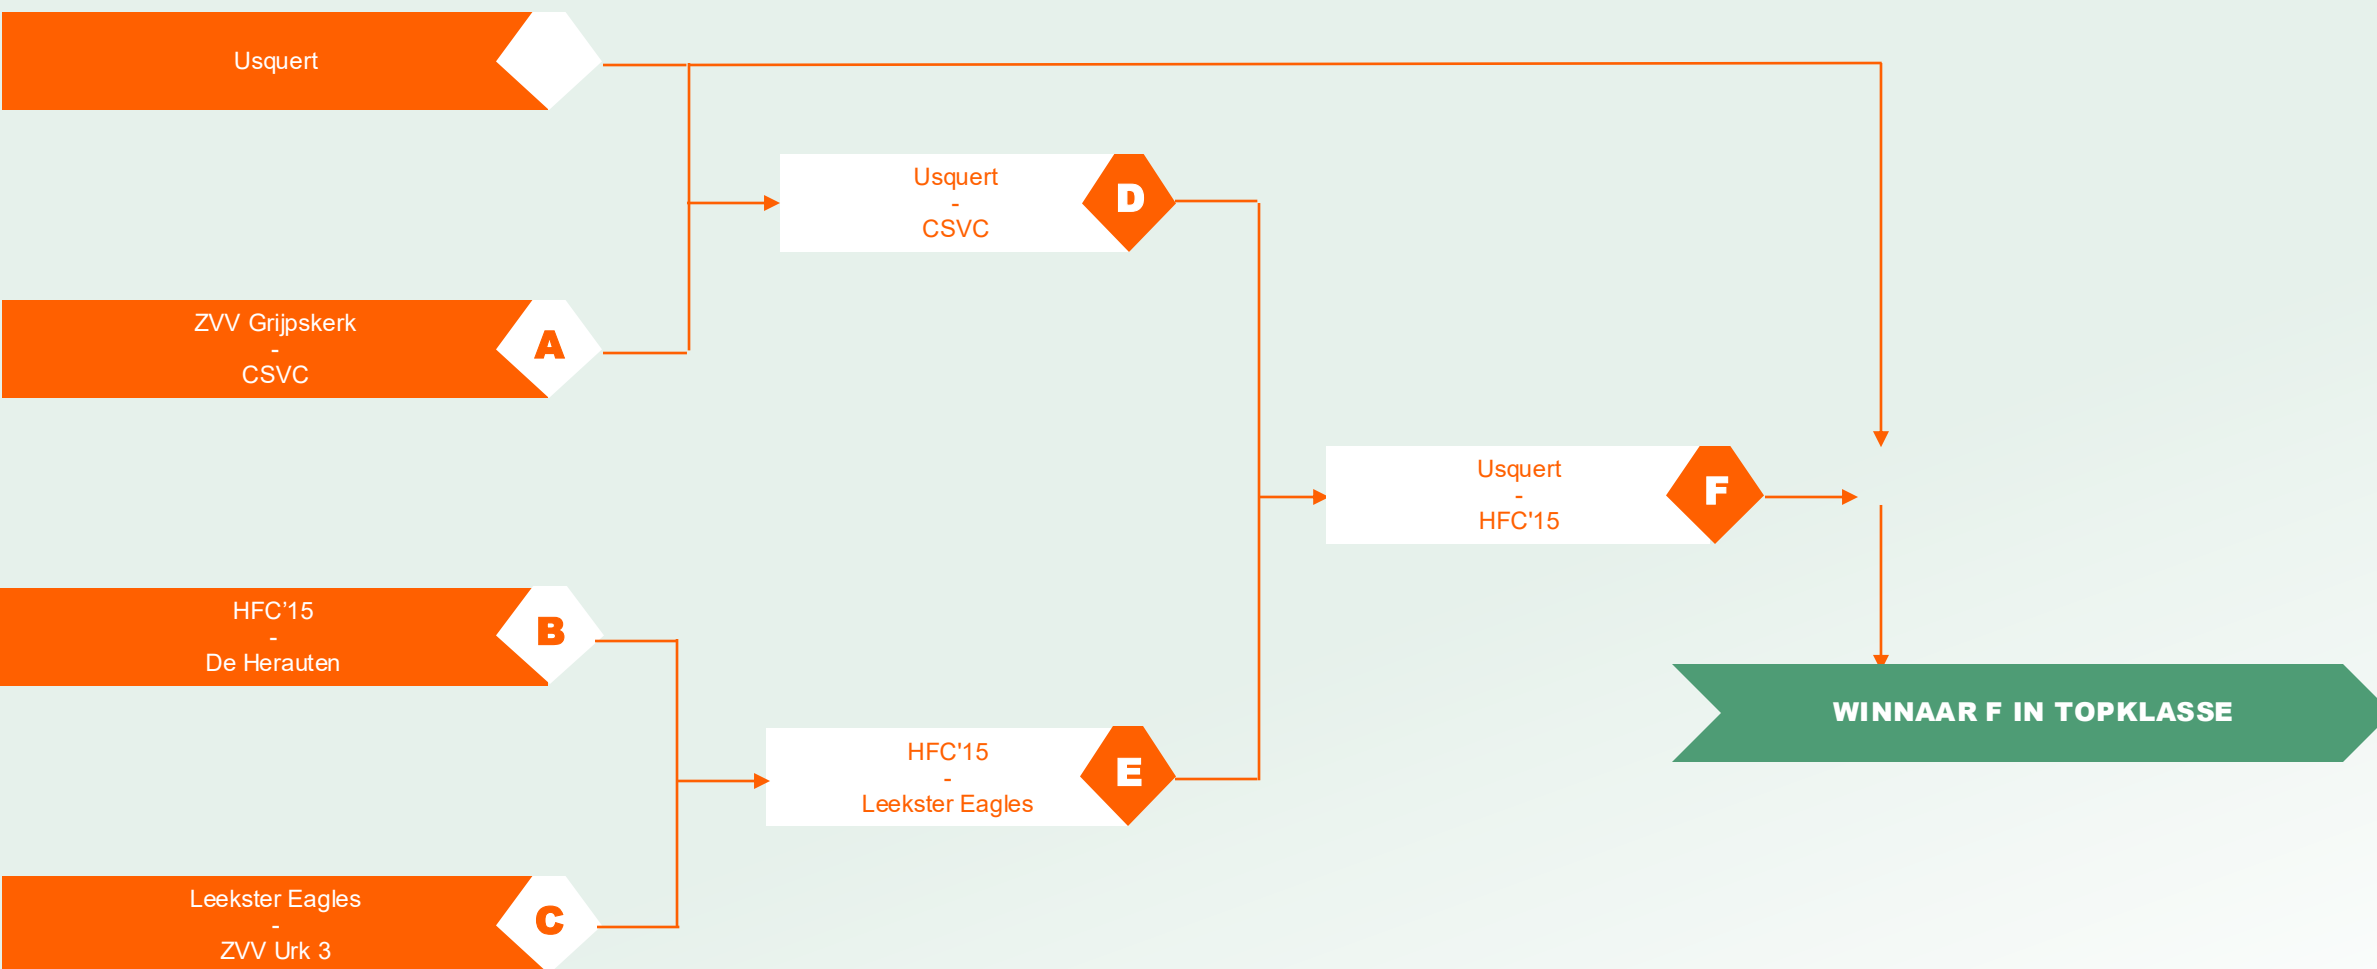 Usquert
Usquert
-
CSVC
D
ZVV Grijpskerk
-
CSVC
A
Usquert
-
HFC'15
F
HFC’15
-
De Herauten
B
WINNAAR F IN TOPKLASSE
HFC'15
-
Leekster Eagles
E
Leekster Eagles
-
ZVV Urk 3
C